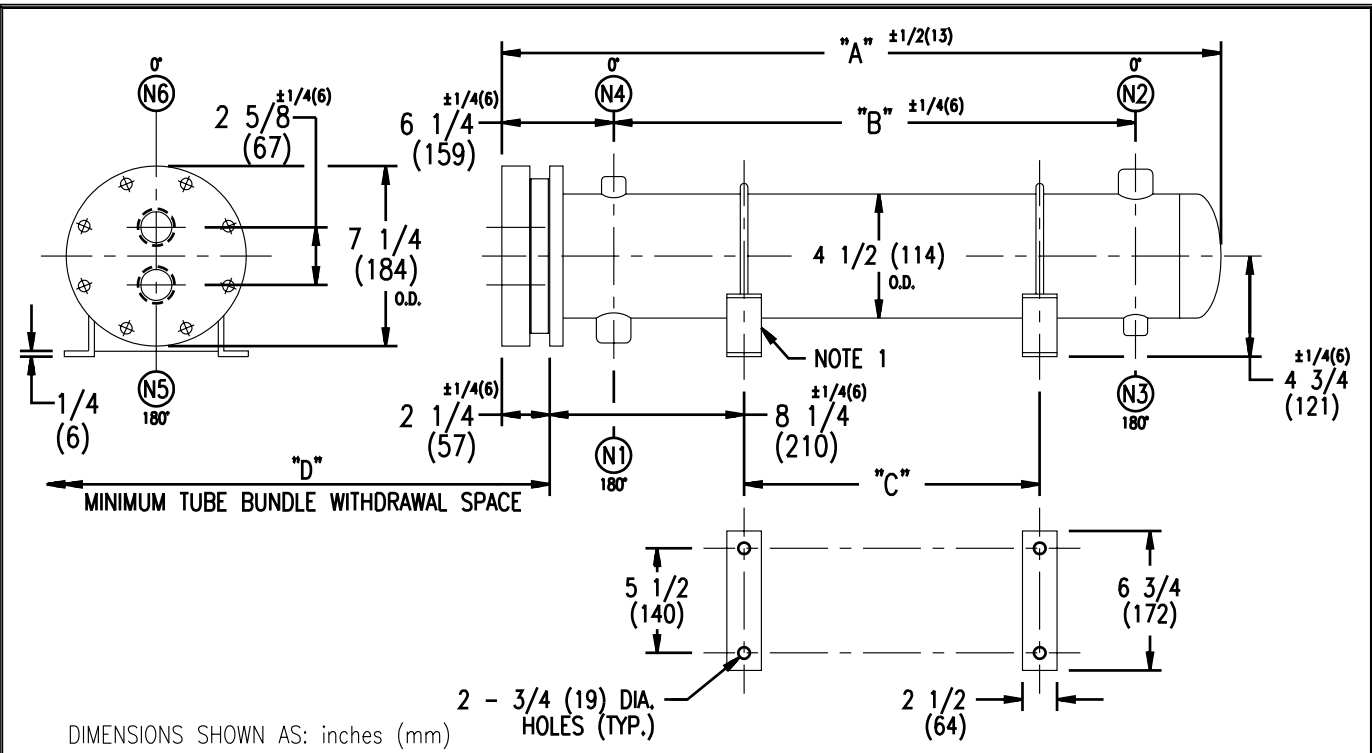 "A" ±1/2(13)
0°
N6
0°
N4
0°
N2
±1/4(6)
2 5/8
(67)
±1/4(6)
6 1/4
(159)
"B" ±1/4(6)
7 1/4
(184)
O.D.
4 1/2 (114)
O.D.
NOTE 1
±1/4(6)
4 3/4
(121)
1/4
(6)
N5
180°
±1/4(6)
2 1/4
(57)
±1/4(6)
8 1/4
(210)
N3
180°
N1
180°
"D"
MINIMUM TUBE BUNDLE WITHDRAWAL SPACE
"C"
5 1/2
(140)
6 3/4
(172)
2 - 3/4 (19) DIA.
HOLES (TYP.)
2 1/2
(64)
DIMENSIONS SHOWN AS: inches (mm)